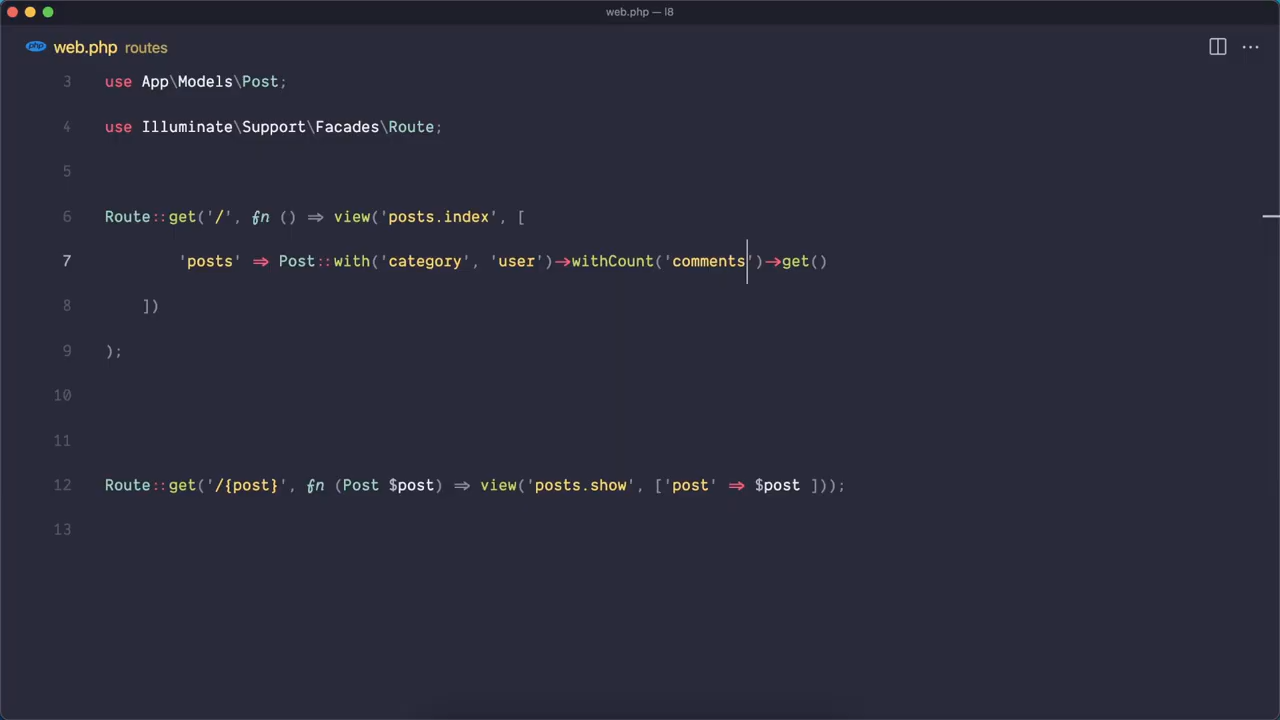 web.php — l8
php web.php routes
3 use App\Models\Post;
4 use Illuminate\Support\Facades\Route;
5
6 Route::get('/', fn () => view('posts.index', [
7 'posts' => Post::with('category', 'user')->withCount('comments')->get()
8 ])
9 );
10
11
12 Route::get('/{post}', fn (Post $post) => view('posts.show', ['post' => $post ]));
13